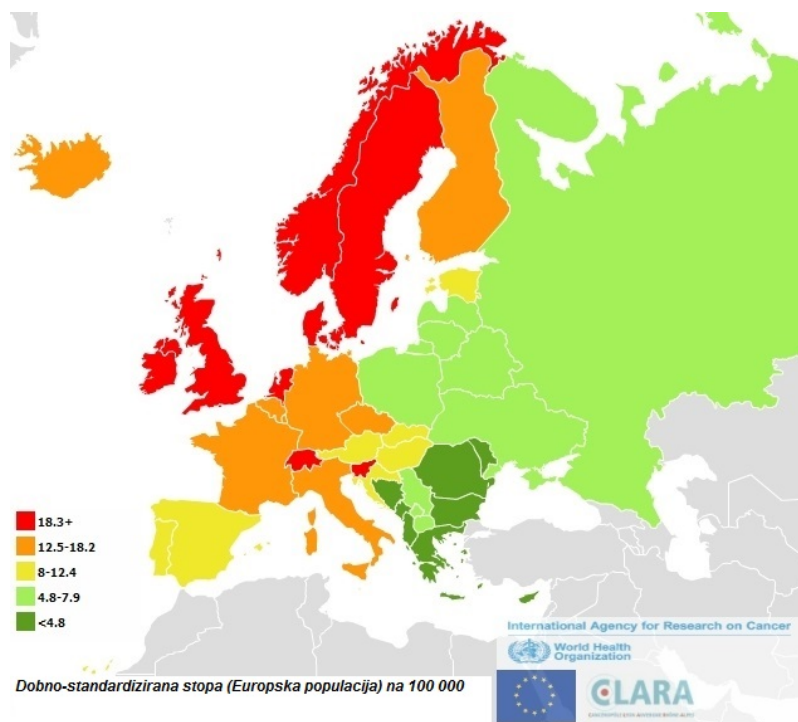 18.3+
12.5-18.2
8-12.4
4.8-7.9
<4.8
International Agency for Research on Cancer
World Health
Organization
Dobno-standardizirana stopa (Europska populacija) na 100 000
CLARA